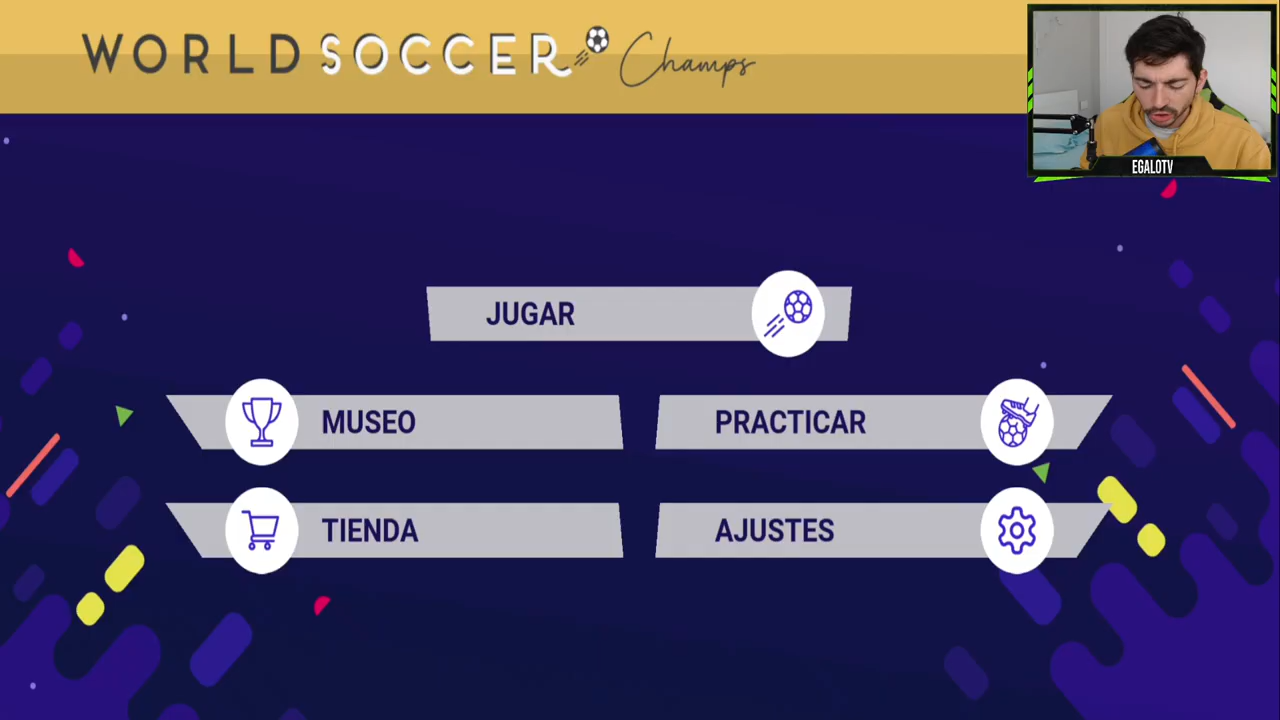 WORLD SOCCER Champs
EGALOTV
JUGAR
MUSEO
PRACTICAR
TIENDA
AJUSTES